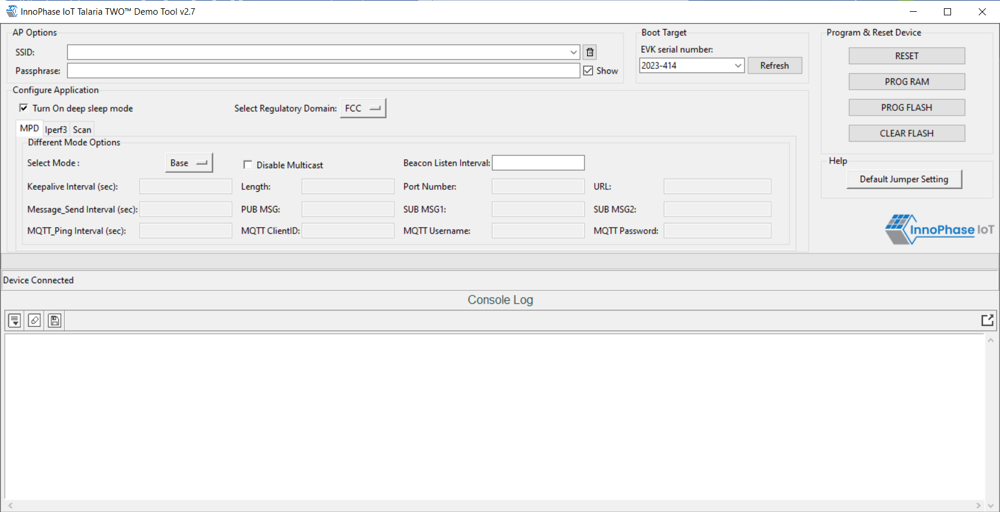 InnoPhase IoT Talaria TWO™ Demo Tool v2.7
AP Options
SSID:
Passphrase:
Show
Boot Target
EVK serial number:
2023-414
Refresh
Program & Reset Device
RESET
PROG RAM
PROG FLASH
CLEAR FLASH
Configure Application
Turn On deep sleep mode
Select Regulatory Domain: FCC
MPD Iperf3 Scan
Different Mode Options
Select Mode : Base
Disable Multicast
Beacon Listen Interval:
Keepalive Interval (sec): Length: Port Number: URL:
Message_Send Interval (sec): PUB MSG: SUB MSG1: SUB MSG2:
MQTT_Ping Interval (sec): MQTT ClientID: MQTT Username: MQTT Password:
Help
Default Jumper Setting
InnoPhase IoT
Device Connected
Console Log